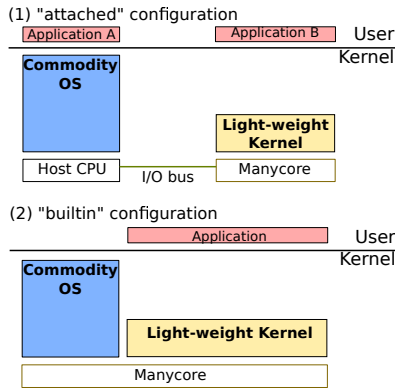 (1) "attached" configuration
Application A
Application B
User
Kernel
Commodity
OS
Light-weight
Kernel
Host CPU
I/O bus
Manycore
(2) "builtin" configuration
Application
User
Kernel
Commodity
OS
Light-weight Kernel
Manycore